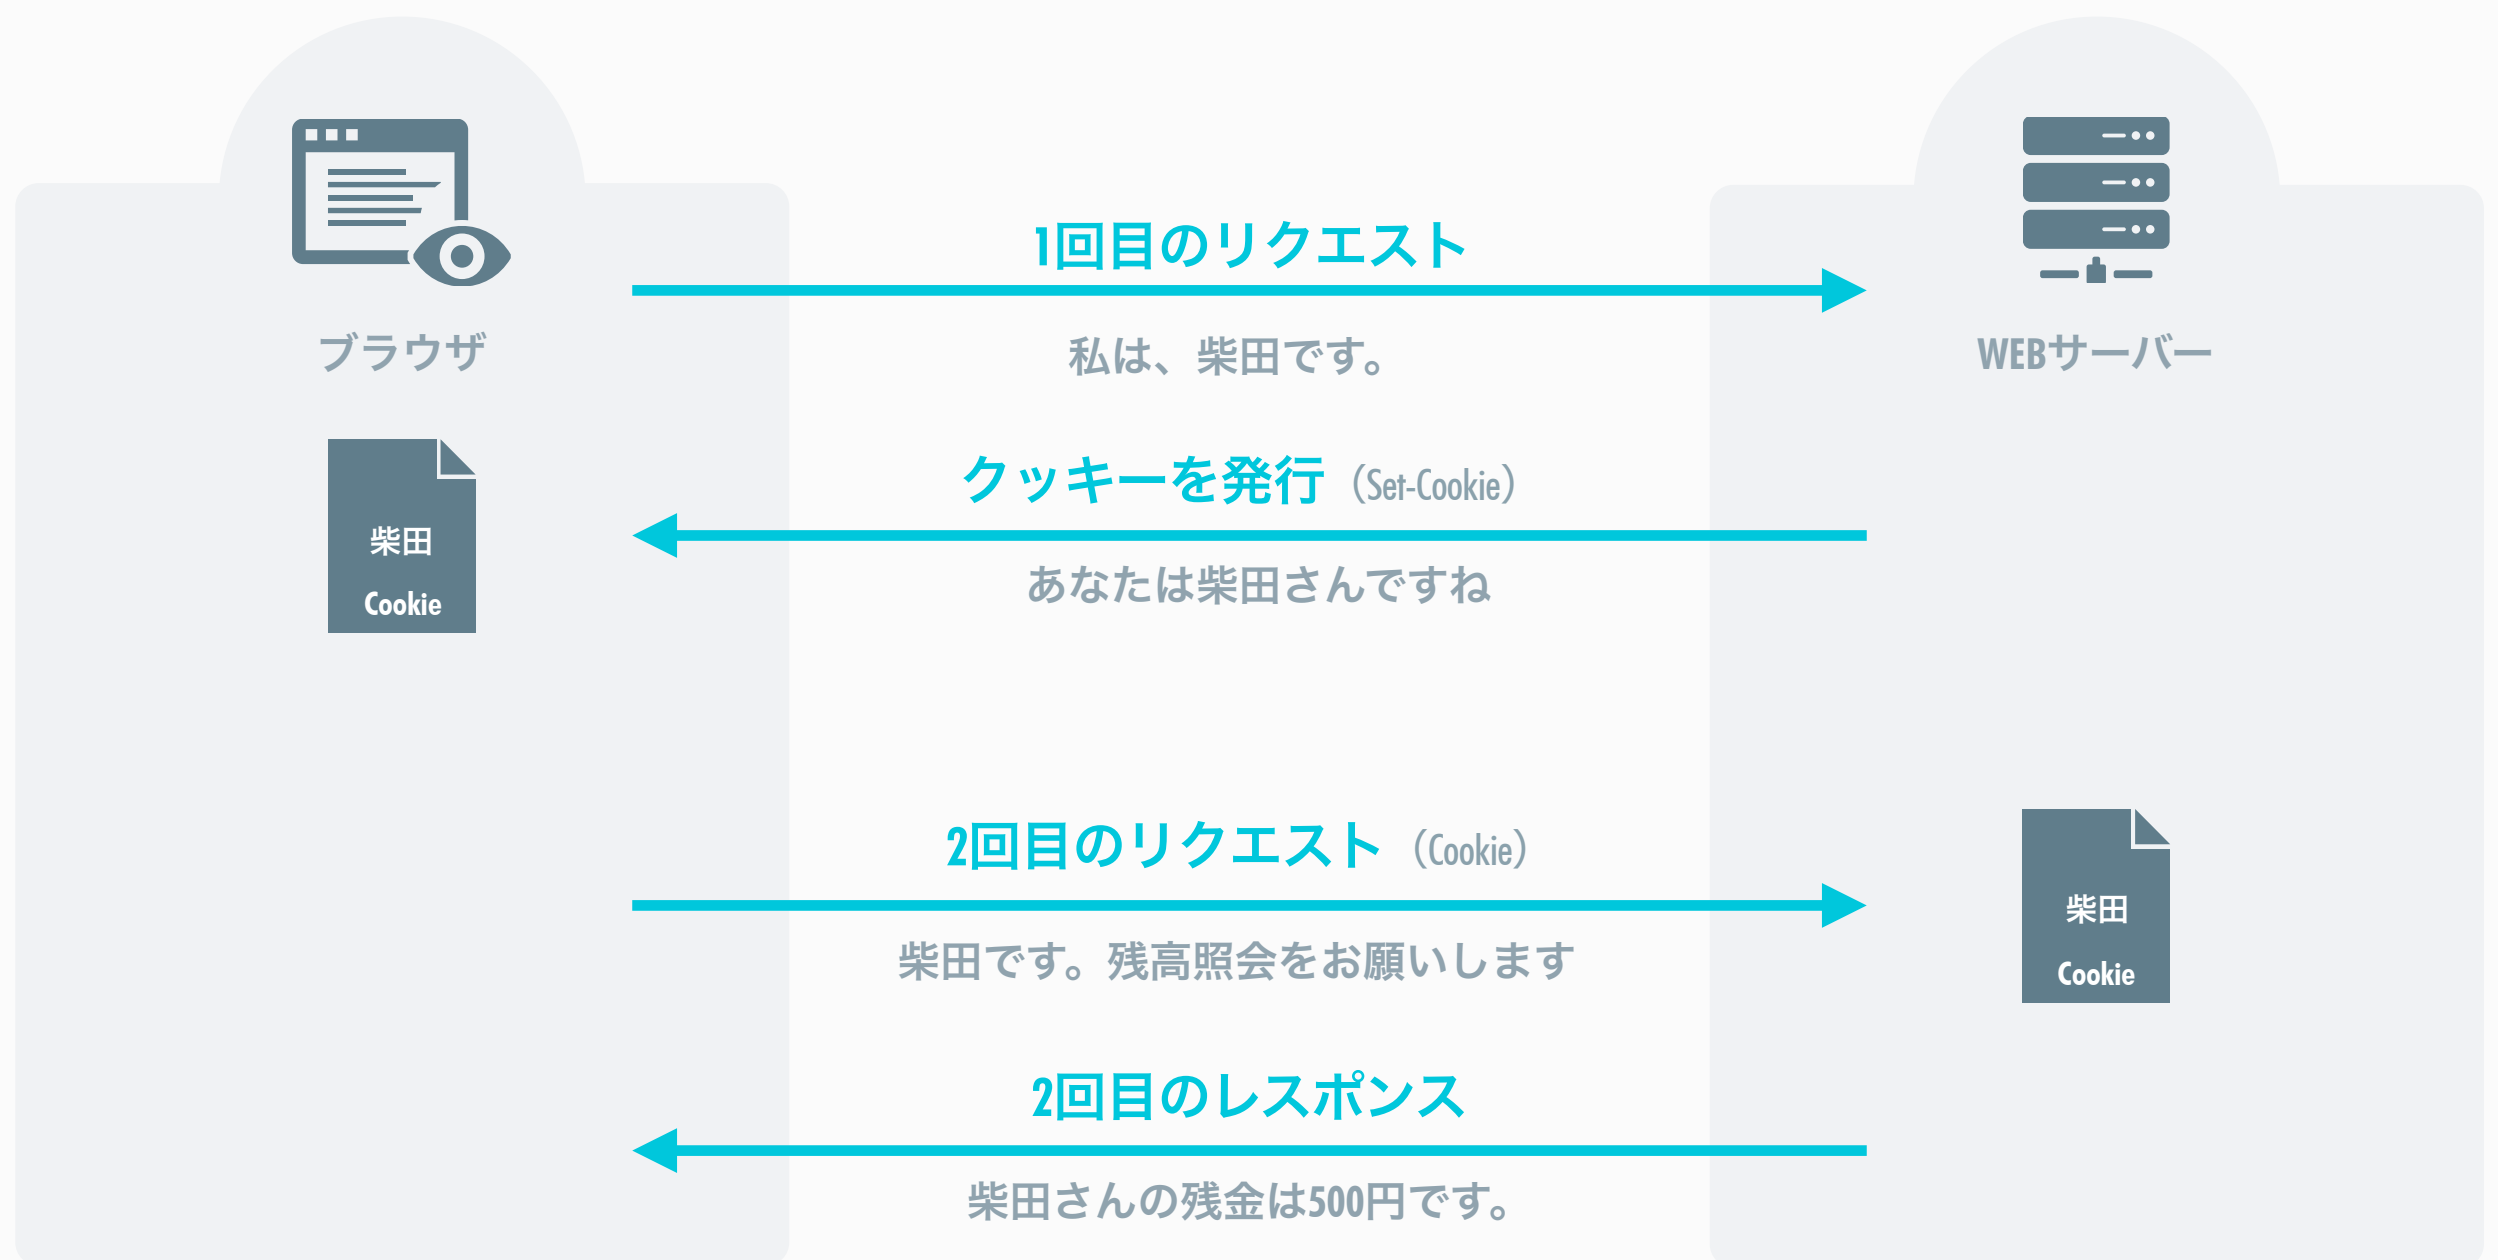 ブラウザ
WEBサーバー
1回目のリクエスト
私は、柴田です。
クッキーを発行（Set-Cookie）
あなたは柴田さんですね
柴田
Cookie
2回目のリクエスト（Cookie）
柴田です。残高照会をお願いします
柴田
Cookie
2回目のレスポンス
柴田さんの残金は500円です。